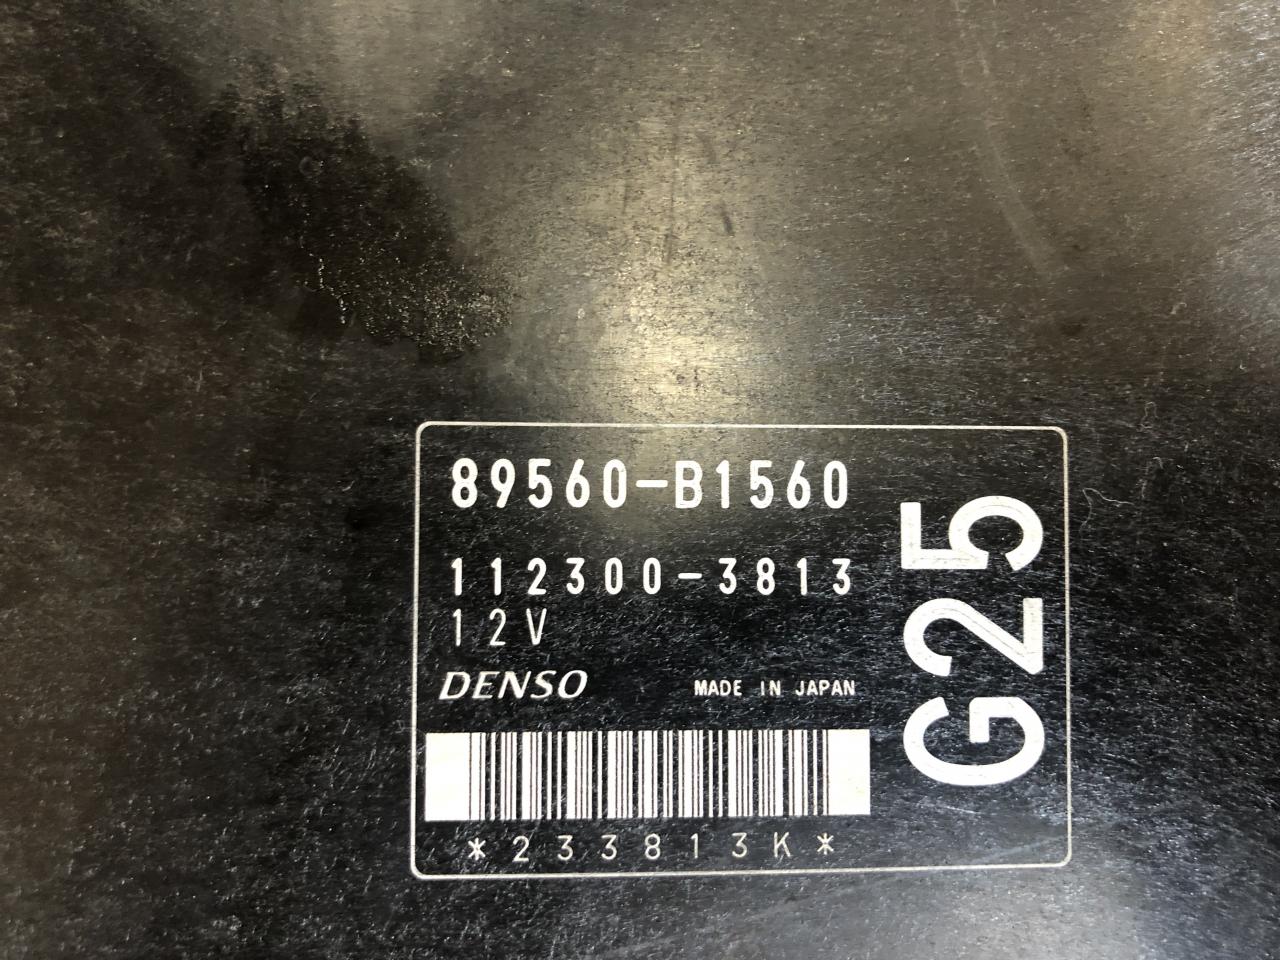 89560-B1560
112300-3813
12V
DENSO MADE IN JAPAN
*233813K*
G25